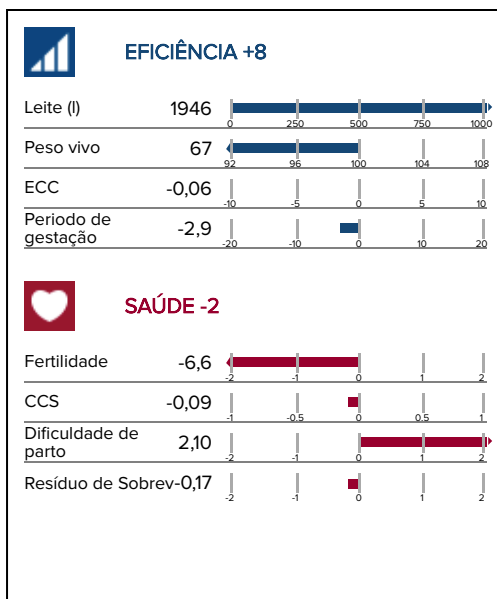 EFICIÊNCIA +8
Leite (l) 1946
0 250 500 750 1000
Peso vivo 67
92 96 100 104 108
ECC -0,06
-10 -5 0 5 10
Periodo de
gestação -2,9
-20 -10 0 10 20
SAÚDE -2
Fertilidade -6,6
-2 -1 0 1 2
CCS -0,09
-1 -0.5 0 0.5 1
Dificuldade de
parto 2,10
-2 -1 0 1 2
Resíduo de Sobrev-0,17
-2 -1 0 1 2